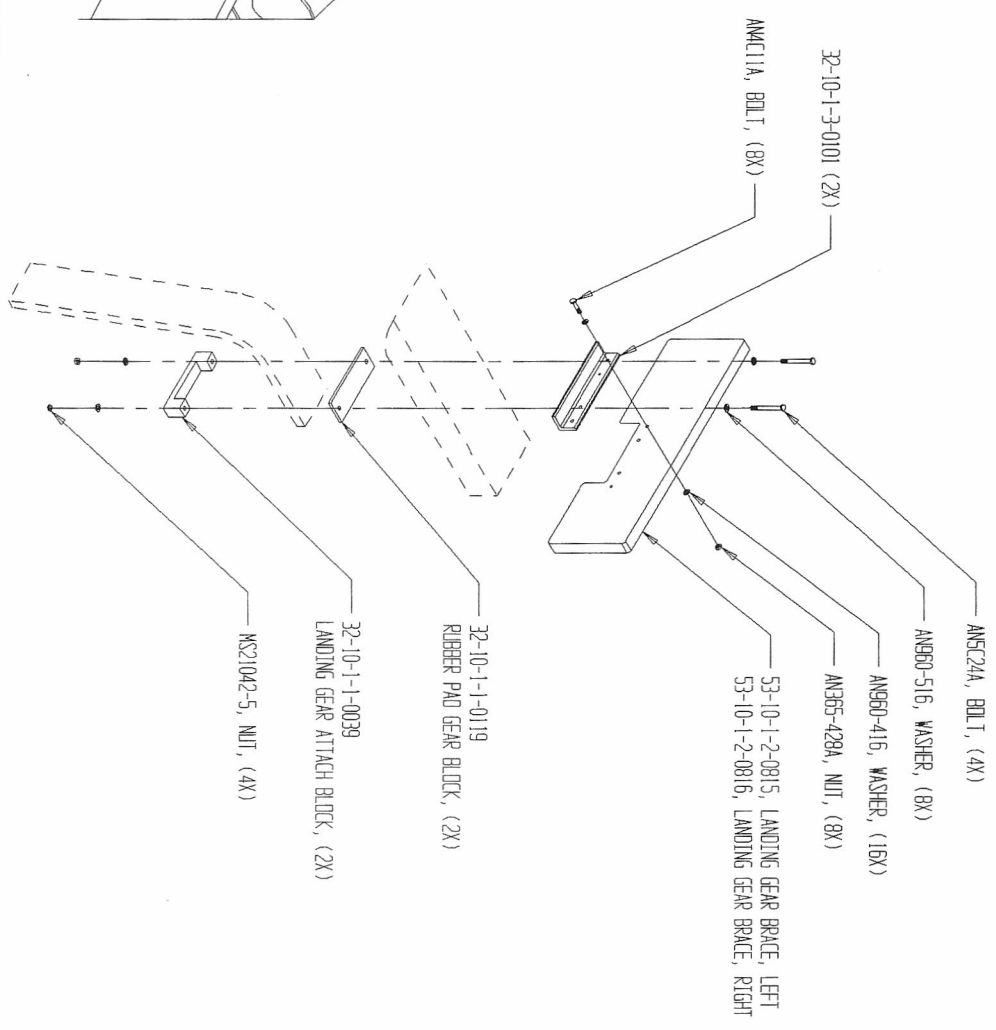 AN4C11A, BOLT, (8X)
32-10-1-3-0101 (2X)
AN5C24A, BOLT, (4X)
AN960-516, WASHER, (8X)
AN960-416, WASHER, (16X)
AN365-428A, NUT, (8X)
53-10-1-2-0815, LANDING GEAR BRACE, LEFT
53-10-1-2-0816, LANDING GEAR BRACE, RIGHT
32-10-1-1-0119
RUBBER PAD GEAR BLOCK, (2X)
32-10-1-1-0039
LANDING GEAR ATTACH BLOCK, (2X)
MS21042-5, NUT, (4X)